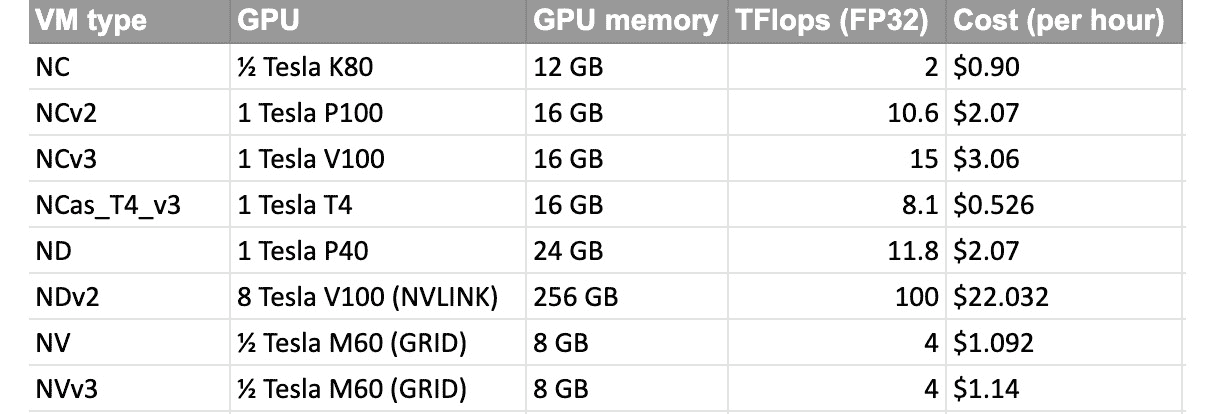 VM type GPU GPU memory TFlops (FP32) Cost (per hour)
NC ½ Tesla K80 12 GB 2 $0.90
NCv2 1 Tesla P100 16 GB 10.6 $2.07
NCv3 1 Tesla V100 16 GB 15 $3.06
NCas_T4_v3 1 Tesla T4 16 GB 8.1 $0.526
ND 1 Tesla P40 24 GB 11.8 $2.07
NDv2 8 Tesla V100 (NVLINK) 256 GB 100 $22.032
NV ½ Tesla M60 (GRID) 8 GB 4 $1.092
NVv3 ½ Tesla M60 (GRID) 8 GB 4 $1.14